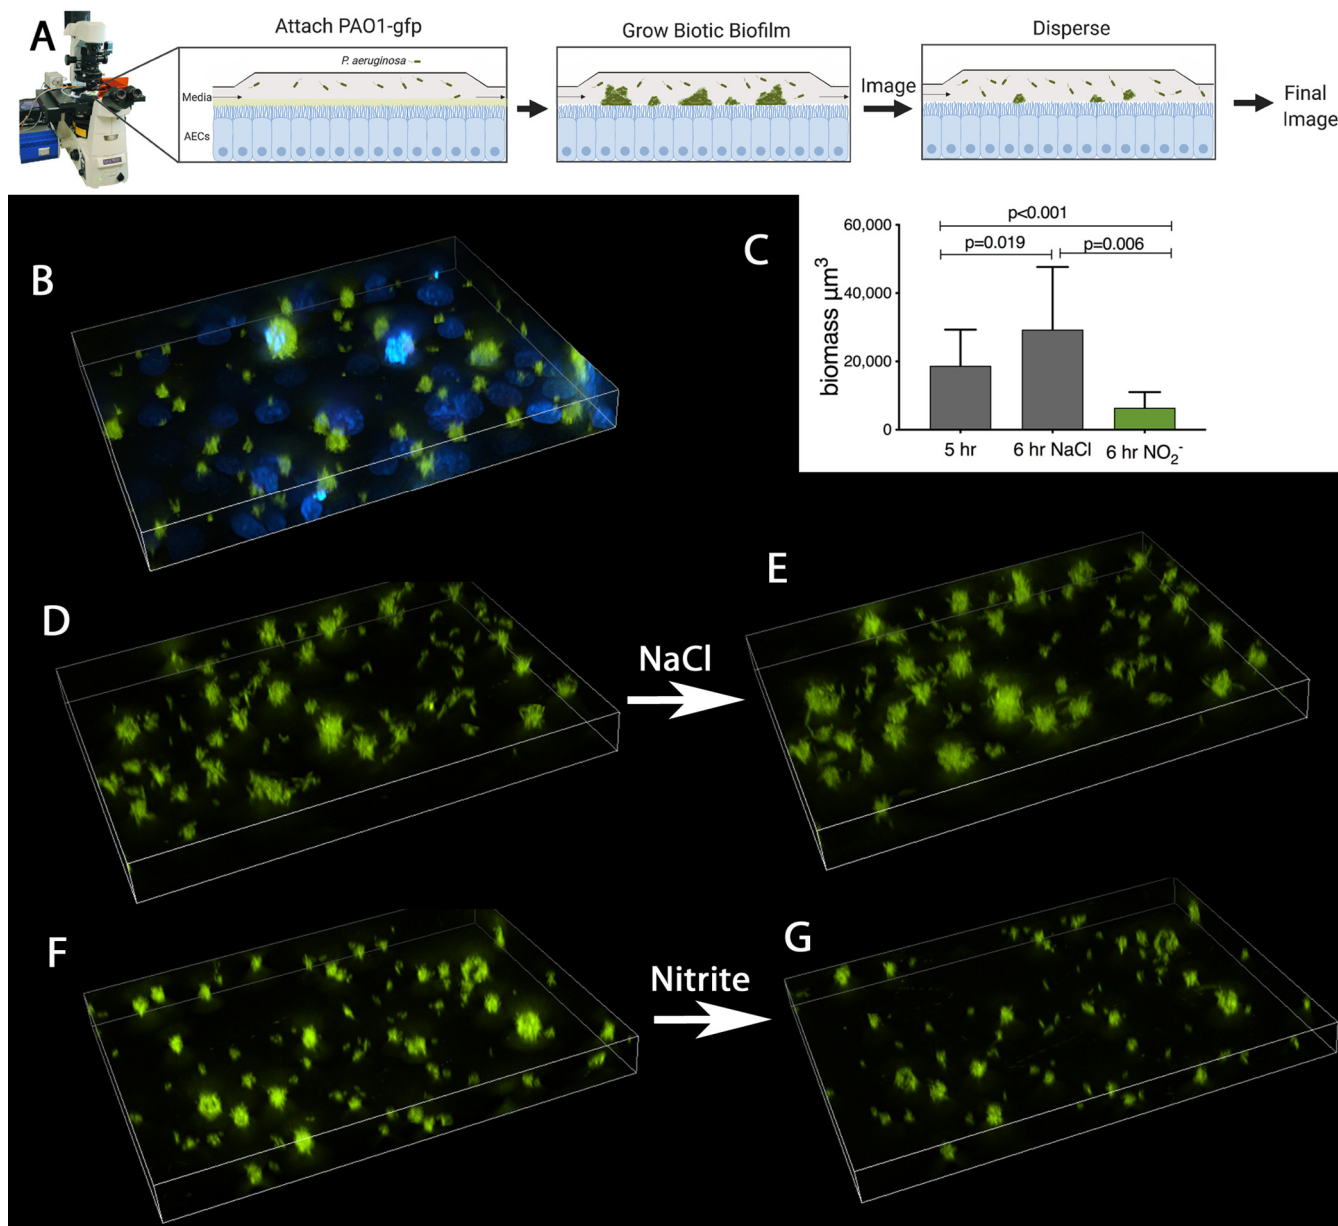 A
Attach PAO1-gfp
P. aeruginosa
Media
AECs
Grow Biotic Biofilm
Image
Disperse
Final
Image
B
C
p<0.001
p=0.019
p=0.006
60,000
40,000
20,000
0
biomass µm³
5 hr
6 hr NaCl
6 hr NO₂⁻
D
NaCl
E
F
Nitrite
G